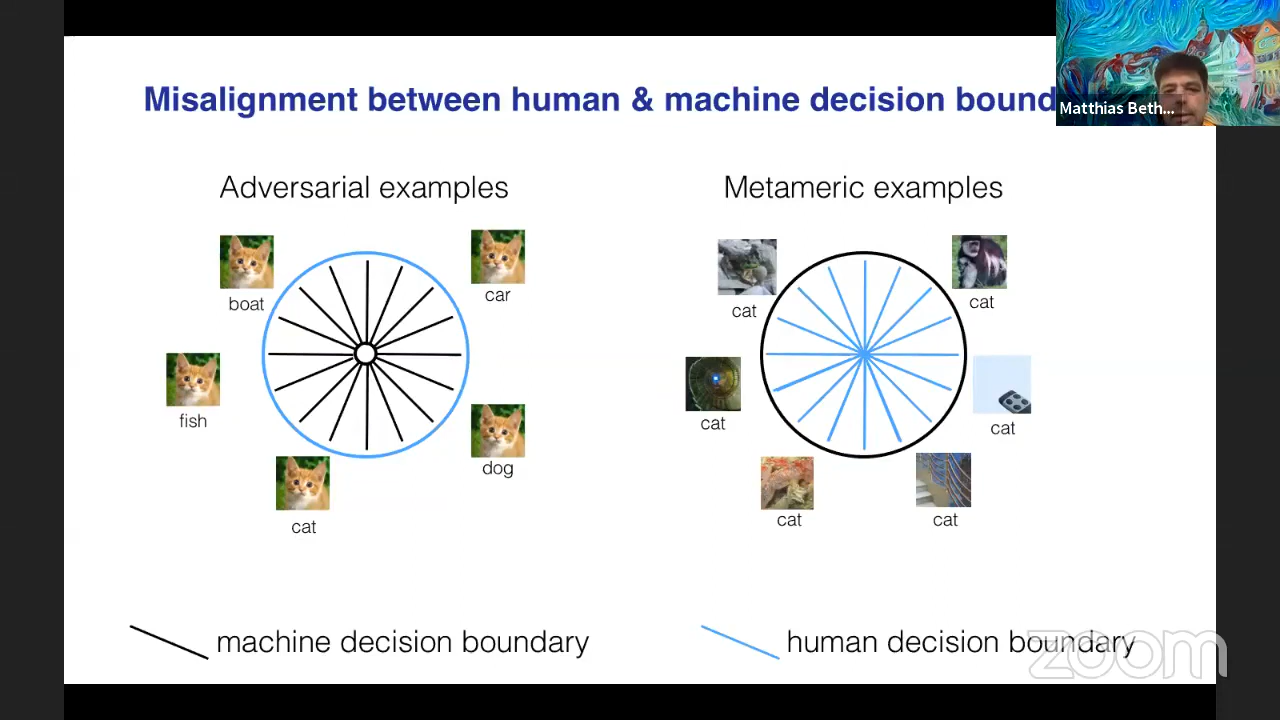 Misalignment between human & machine decision bound
Matthias Beth...
Adversarial examples
Metameric examples
boat
car
fish
dog
cat
cat
cat
cat
cat
cat
cat
machine decision boundary
human decision boundary
zoom